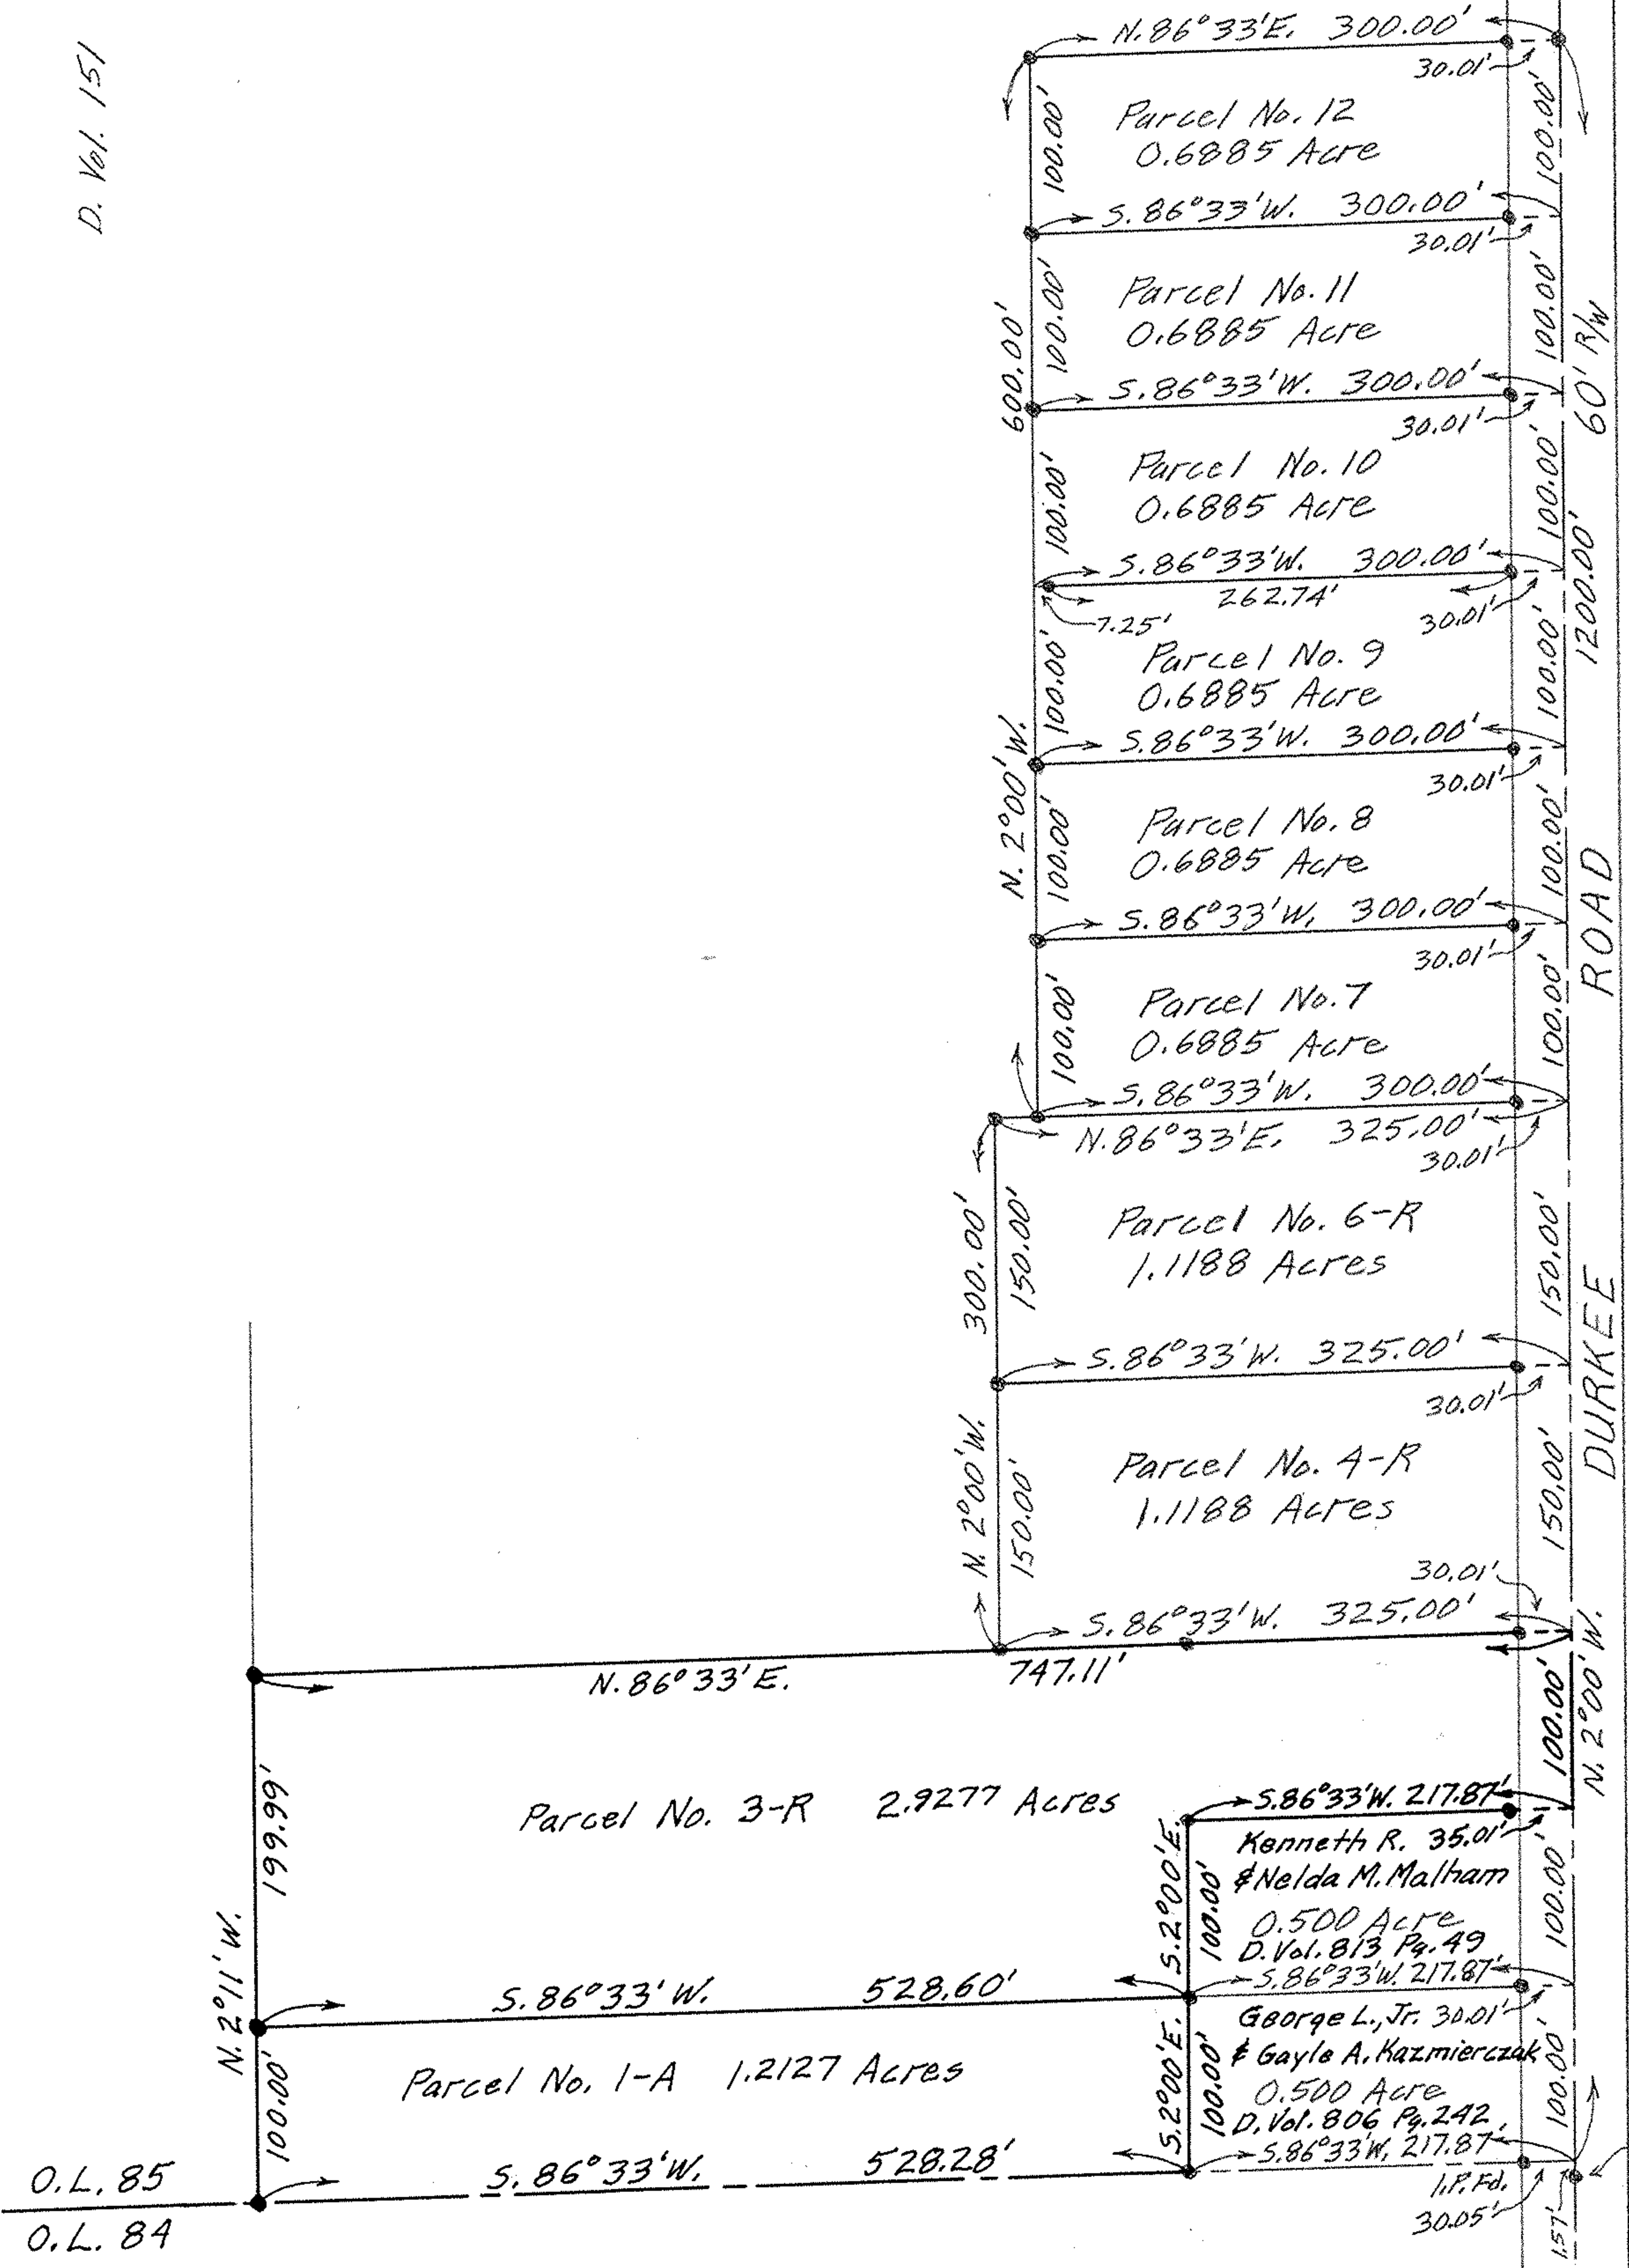 D. Vol. 151
N.86°33'E. 300.00'
30.01'
100.00'
100.00'
Parcel No. 12
0.6885 Acre
S.86°33'W. 300.00'
30.01'
600.00'
100.00'
100.00'
Parcel No. 11
0.6885 Acre
60' R/W
S.86°33'W. 300.00'
30.01'
100.00'
100.00'
Parcel No. 10
0.6885 Acre
S.86°33'W. 300.00'
262.74'
7.25'
30.01'
1200.00'
100.00'
100.00'
Parcel No. 9
0.6885 Acre
N. 2°00' W.
S.86°33'W. 300.00'
30.01'
100.00'
100.00'
Parcel No. 8
0.6885 Acre
ROAD
S.86°33'W. 300.00'
30.01'
100.00'
100.00'
Parcel No. 7
0.6885 Acre
S.86°33'W. 300.00'
N.86°33'E. 325.00'
30.01'
300.00'
150.00'
150.00'
Parcel No. 6-R
1.1188 Acres
DURKEE
S.86°33'W. 325.00'
30.01'
N. 2°00'W.
150.00'
150.00'
Parcel No. 4-R
1.1188 Acres
30.01'
S.86°33'W. 325.00'
N.86°33'E. 747.11'
N. 2°00' W.
100.00'
199.99'
Parcel No. 3-R 2.9277 Acres
S.86°33'W. 217.87'
35.01'
Kenneth R.
& Nelda M. Malham
0.500 Acre
D. Vol. 813 Pg. 49
S.2°00'E.
100.00'
100.00'
N. 2°11' W.
S.86°33'W. 528.60'
S.86°33'W. 217.87'
30.01'
George L., Jr.
& Gayle A. Kazmierczak
0.500 Acre
D. Vol. 806 Pg. 242
S.2°00'E.
100.00'
100.00'
Parcel No. 1-A 1.2127 Acres
100.00'
S.86°33'W. 528.28'
S.86°33'W. 217.87'
I.P. Fd.
30.05'
1.57'
O.L. 85
O.L. 84